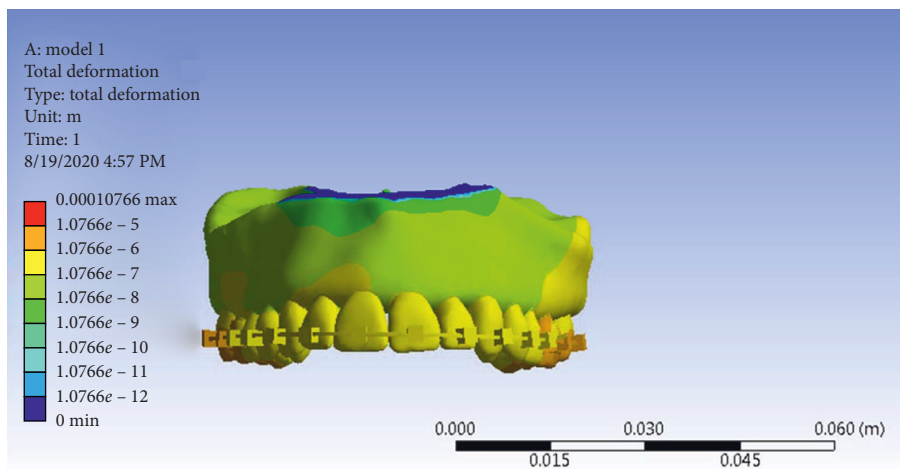 A: model 1
Total deformation
Type: total deformation
Unit: m
Time: 1
8/19/2020 4:57 PM
0.00010766 max
1.0766e – 5
1.0766e – 6
1.0766e – 7
1.0766e – 8
1.0766e – 9
1.0766e – 10
1.0766e – 11
1.0766e – 12
0 min
0.000 0.030 0.060 (m)
0.015 0.045